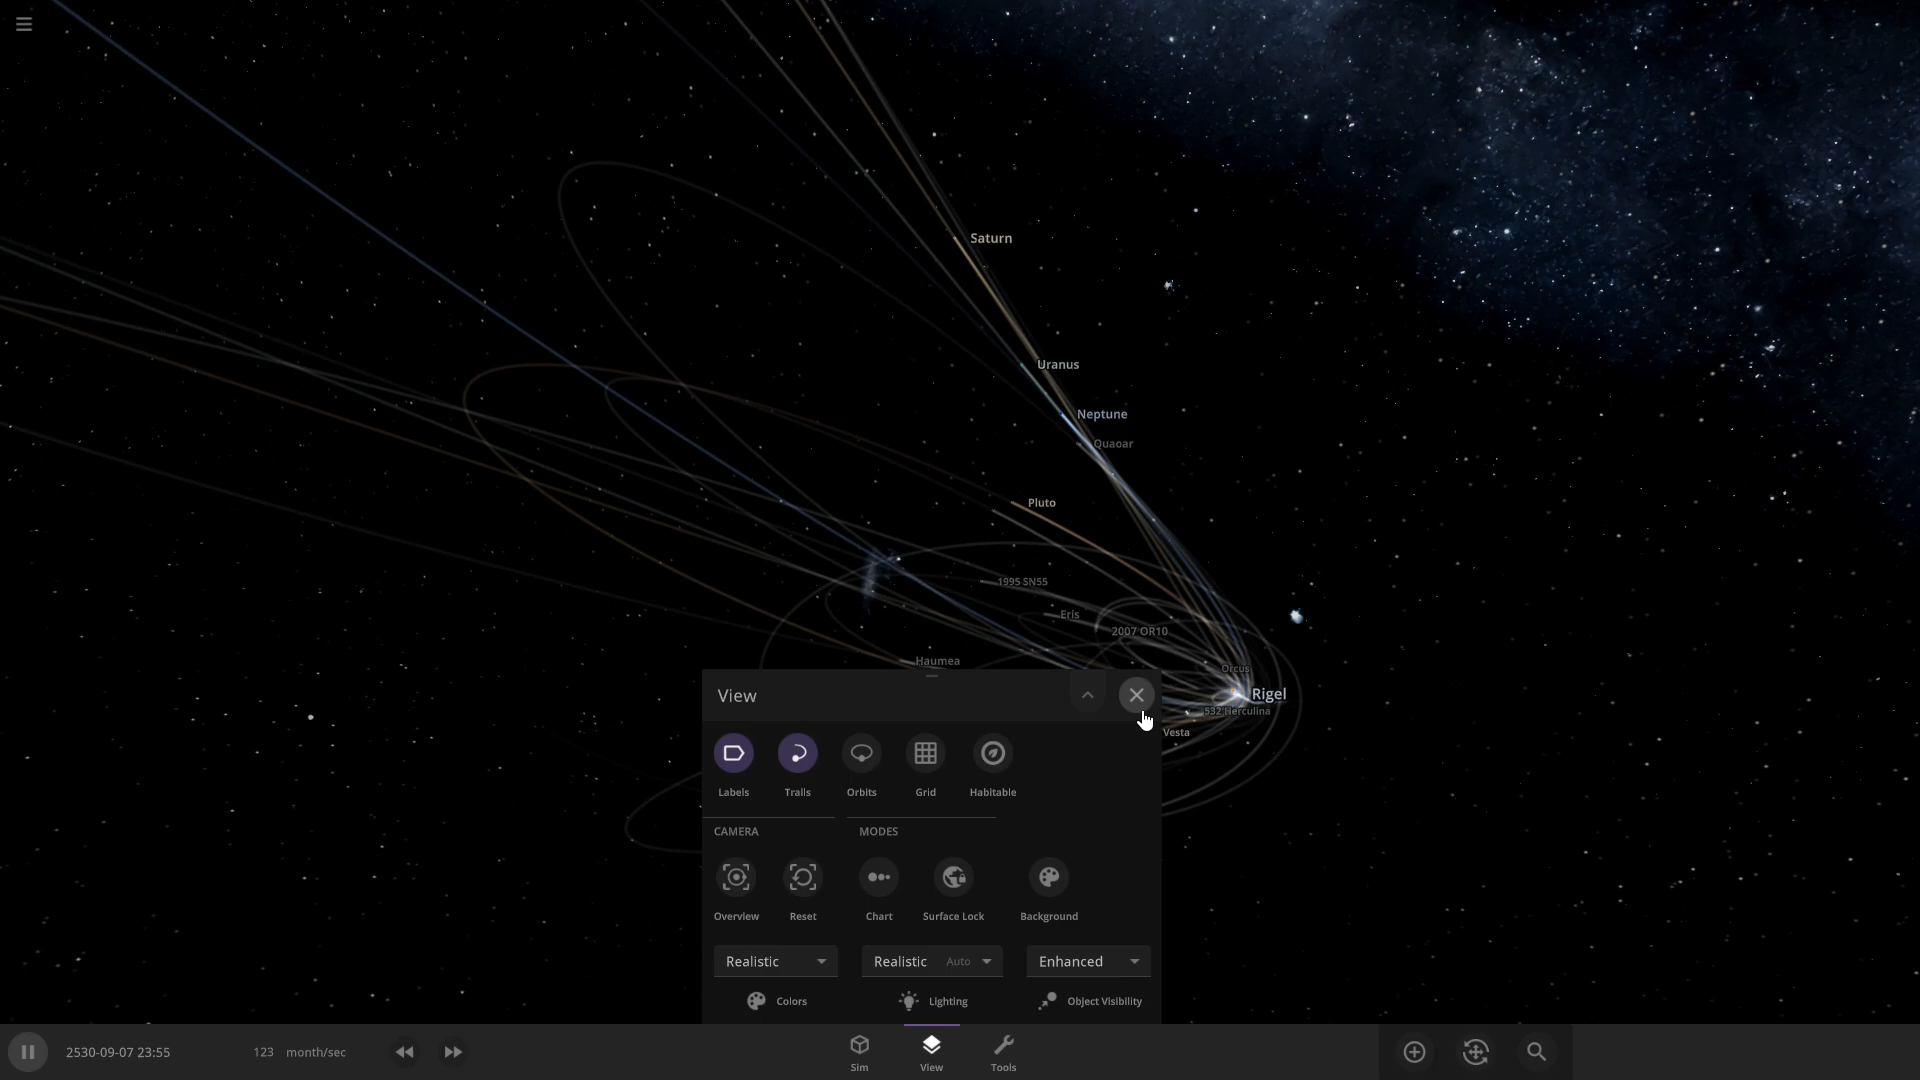 Saturn
Uranus
Neptune
Quaoar
Pluto
1995 SN55
Eris
2007 OR10
Haumea
Orcus
Rigel
532 Herculina
Vesta
View
Labels Trails Orbits Grid Habitable
CAMERA MODES
Overview Reset Chart Surface Lock Background
Realistic Realistic Auto Enhanced
Colors Lighting Object Visibility
2530-09-07 23:55 123 month/sec
Sim View Tools